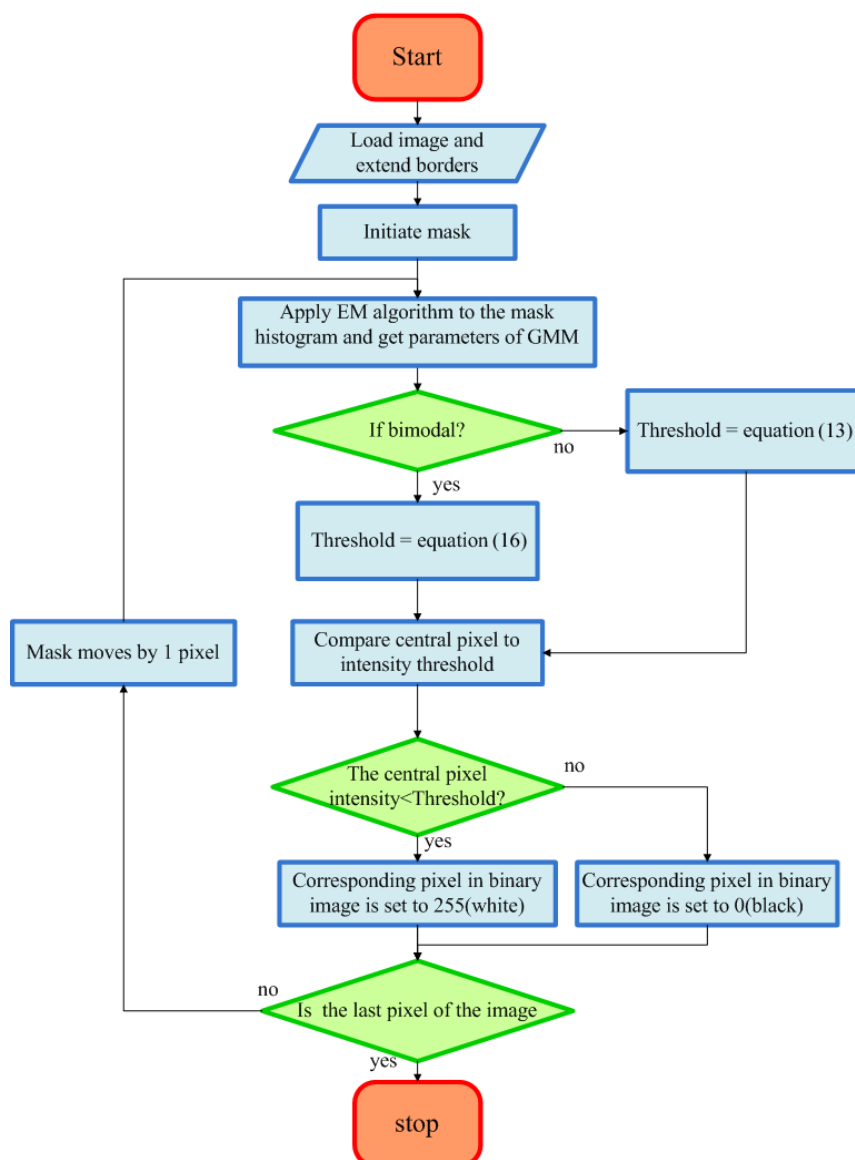 Start
Load image and
extend borders
Initiate mask
Apply EM algorithm to the mask
histogram and get parameters of GMM
If bimodal?
no
Threshold = equation (13)
yes
Threshold = equation (16)
Mask moves by 1 pixel
Compare central pixel to
intensity threshold
The central pixel
intensity<Threshold?
no
yes
Corresponding pixel in binary
image is set to 255(white)
Corresponding pixel in binary
image is set to 0(black)
no
Is the last pixel of the image
yes
stop